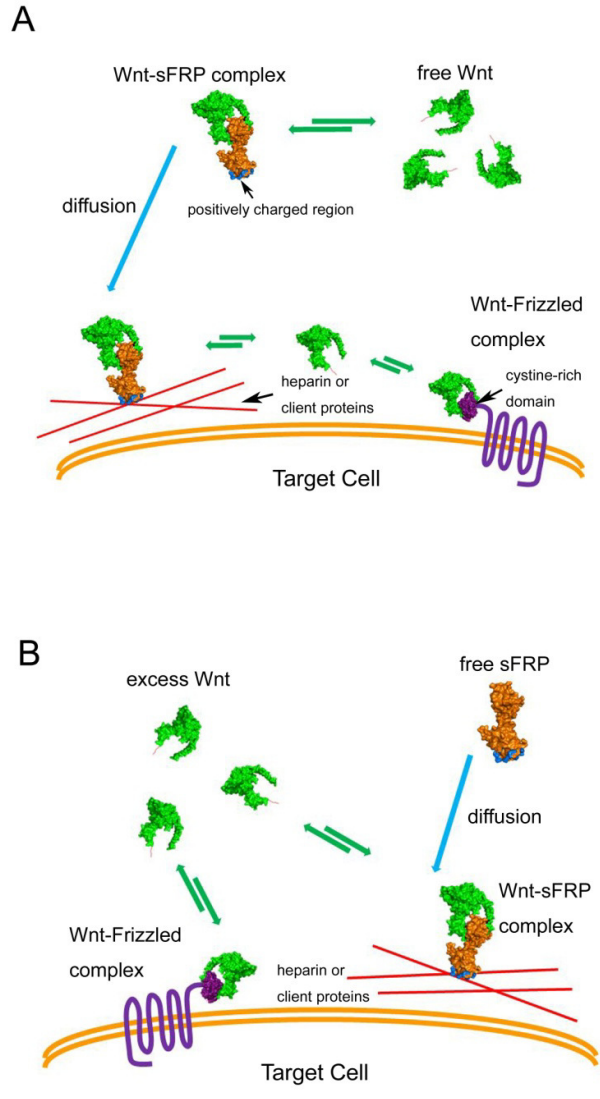 A
Wnt-sFRP complex
free Wnt
diffusion
positively charged region
Wnt-Frizzled
complex
heparin or
client proteins
cystine-rich
domain
Target Cell
B
free sFRP
excess Wnt
diffusion
Wnt-sFRP
complex
Wnt-Frizzled
complex
heparin or
client proteins
Target Cell